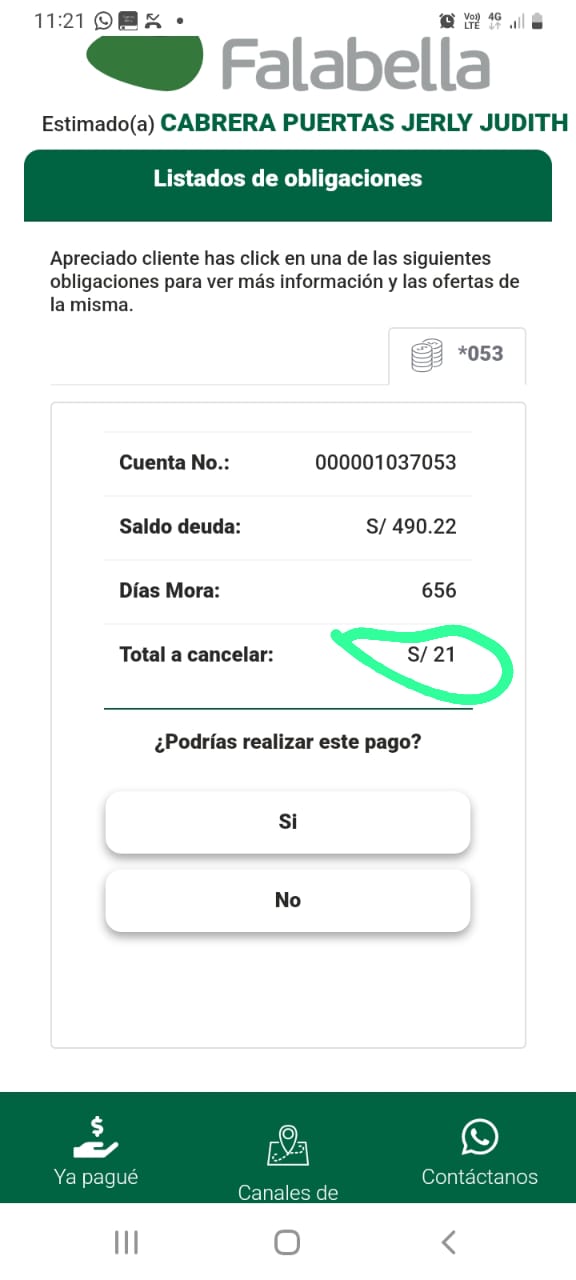 11:21
Vo)) LTE 4G
Falabella
Estimado(a) CABRERA PUERTAS JERLY JUDITH
Listados de obligaciones
Apreciado cliente has click en una de las siguientes
obligaciones para ver más información y las ofertas de
la misma.
*053
Cuenta No.: 000001037053
Saldo deuda: S/ 490.22
Días Mora: 656
Total a cancelar: S/ 21
¿Podrías realizar este pago?
Si
No
Ya pagué
Canales de
Contáctanos